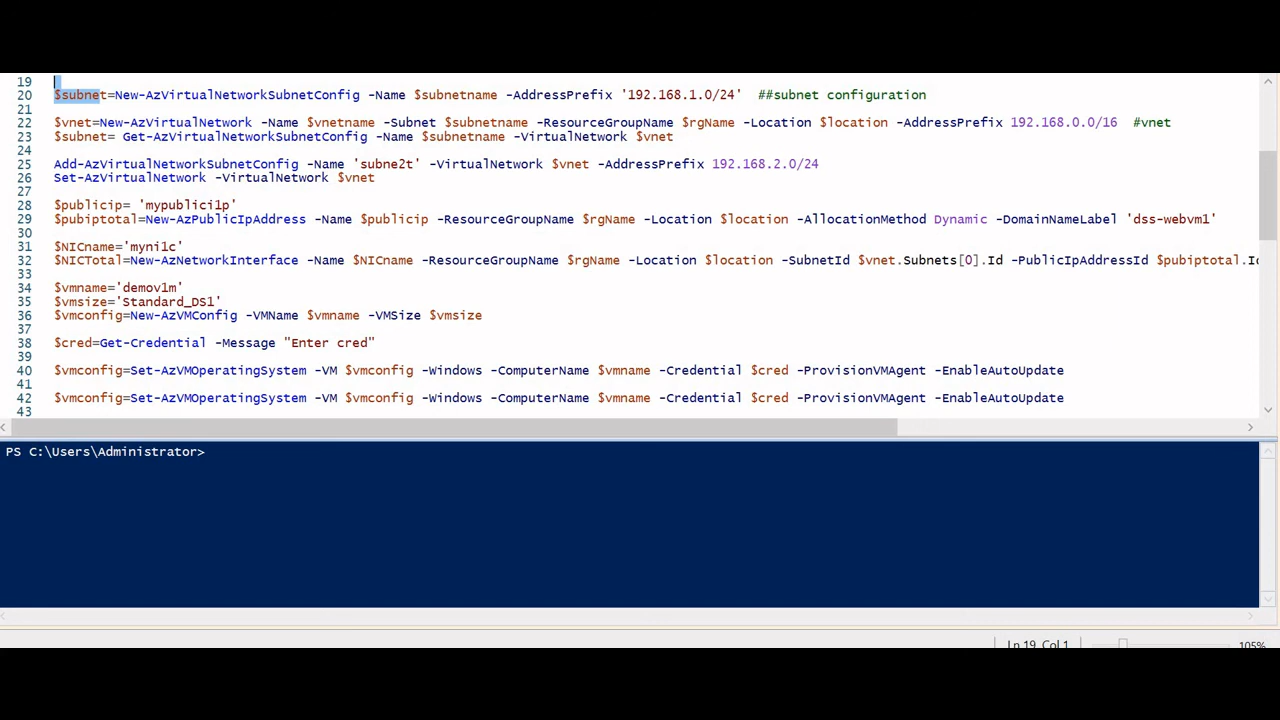 19
20 $subnet=New-AzVirtualNetworkSubnetConfig -Name $subnetname -AddressPrefix '192.168.1.0/24' ##subnet configuration
21
22 $vnet=New-AzVirtualNetwork -Name $vnetname -Subnet $subnetname -ResourceGroupName $rgName -Location $location -AddressPrefix 192.168.0.0/16 #vnet
23 $subnet= Get-AzVirtualNetworkSubnetConfig -Name $subnetname -VirtualNetwork $vnet
24
25 Add-AzVirtualNetworkSubnetConfig -Name 'subne2t' -VirtualNetwork $vnet -AddressPrefix 192.168.2.0/24
26 Set-AzVirtualNetwork -VirtualNetwork $vnet
27
28 $publicip= 'mypublici1p'
29 $pubiptotal=New-AzPublicIpAddress -Name $publicip -ResourceGroupName $rgName -Location $location -AllocationMethod Dynamic -DomainNameLabel 'dss-webvm1'
30
31 $NICname='myni1c'
32 $NICTotal=New-AzNetworkInterface -Name $NICname -ResourceGroupName $rgName -Location $location -SubnetId $vnet.Subnets[0].Id -PublicIpAddressId $pubiptotal.Id
33
34 $vmname='demov1m'
35 $vmsize='Standard_DS1'
36 $vmconfig=New-AzVMConfig -VMName $vmname -VMSize $vmsize
37
38 $cred=Get-Credential -Message "Enter cred"
39
40 $vmconfig=Set-AzVMOperatingSystem -VM $vmconfig -Windows -ComputerName $vmname -Credential $cred -ProvisionVMAgent -EnableAutoUpdate
41
42 $vmconfig=Set-AzVMOperatingSystem -VM $vmconfig -Windows -ComputerName $vmname -Credential $cred -ProvisionVMAgent -EnableAutoUpdate
43
PS C:\Users\Administrator>
Ln 19 Col 1 105%